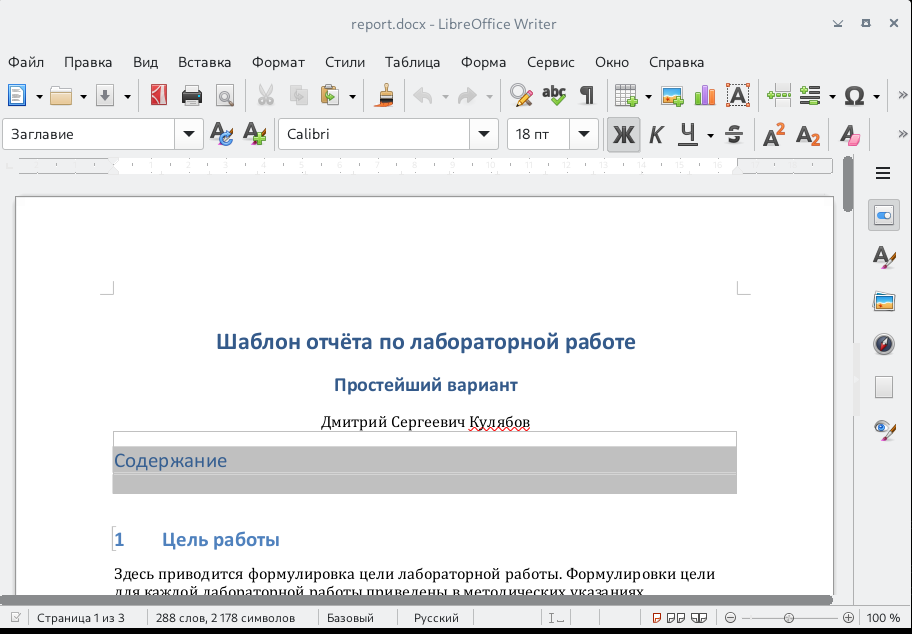 report.docx - LibreOffice Writer
Файл Правка Вид Вставка Формат Стили Таблица Форма Сервис Окно Справка
abc ¶ A Ω »
Заглавие Calibri 18 пт Ж К Ч S A2 A2 A »
Шаблон отчёта по лабораторной работе
Простейший вариант
Дмитрий Сергеевич Кулябов
Содержание
1 Цель работы
Здесь приводится формулировка цели лабораторной работы. Формулировки цели
для каждой лабораторной работы приведены в методических указаниях
Страница 1 из 3 288 слов, 2 178 символов Базовый Русский 100 %